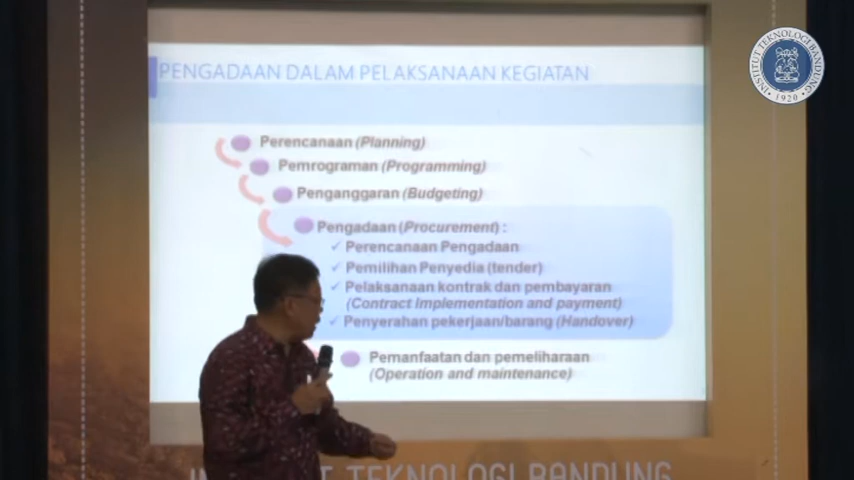 PENGADAAN DALAM PELAKSANAAN KEGIATAN
INSTITUT TEKNOLOGI BANDUNG
1920
Perencanaan (Planning)
Pemrograman (Programming)
Penganggaran (Budgeting)
Pengadaan (Procurement) :
✓ Perencanaan Pengadaan
✓ Pemilihan Penyedia (tender)
✓ Pelaksanaan kontrak dan pembayaran
(Contract Implementation and payment)
✓ Penyerahan pekerjaan/barang (Handover)
Pemanfaatan dan pemeliharaan
(Operation and maintenance)
TEKNOLOGI BANDUNG